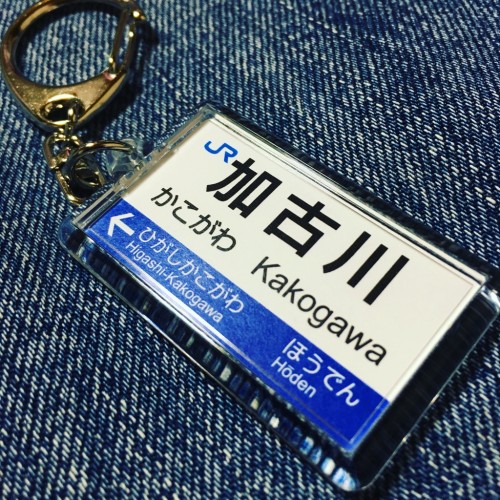 JR
加古川
かこがわ Kakogawa
← ひがしかこがわ
Higashi-Kakogawa
ほうでん
Hōden